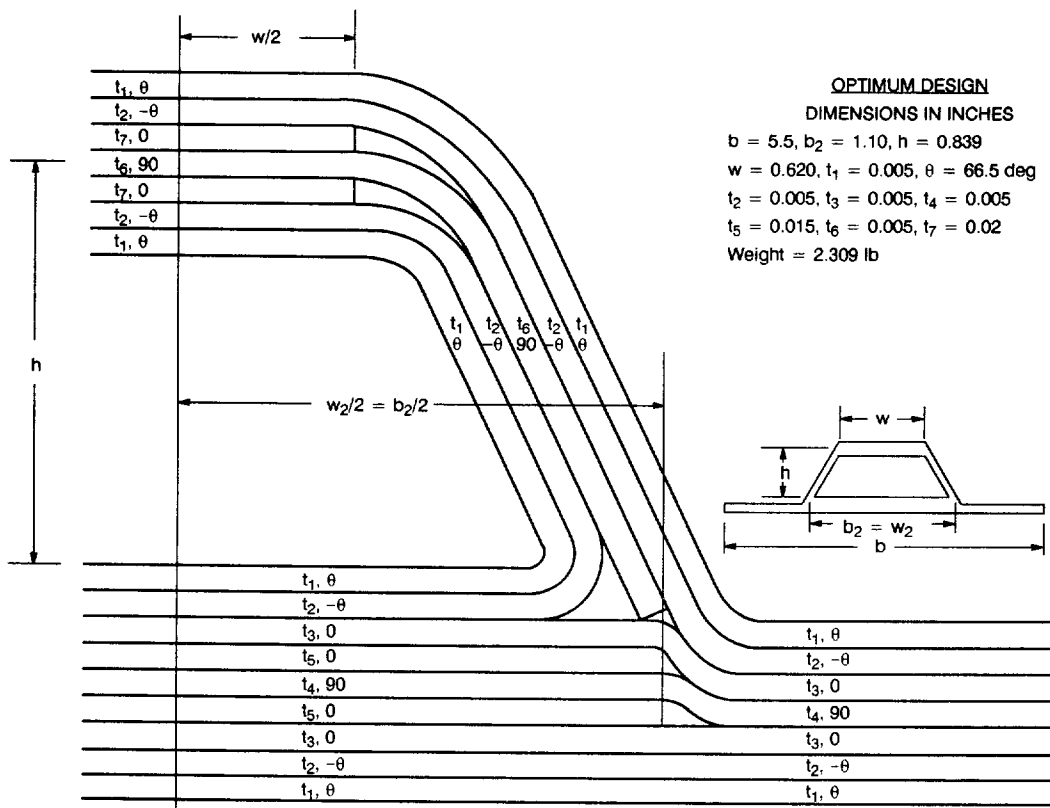 w/2
t1, θ
t2, -θ
t7, 0
t6, 90
t7, 0
t2, -θ
t1, θ
OPTIMUM DESIGN
DIMENSIONS IN INCHES
b = 5.5, b2 = 1.10, h = 0.839
w = 0.620, t1 = 0.005, θ = 66.5 deg
t2 = 0.005, t3 = 0.005, t4 = 0.005
t5 = 0.015, t6 = 0.005, t7 = 0.02
Weight = 2.309 lb
t1 t2 t6 t2 t1
θ -θ 90 -θ θ
h
w2/2 = b2/2
w
h
b2 = w2
b
t1, θ
t2, -θ
t3, 0
t5, 0
t4, 90
t5, 0
t3, 0
t2, -θ
t1, θ
t1, θ
t2, -θ
t3, 0
t4, 90
t3, 0
t2, -θ
t1, θ